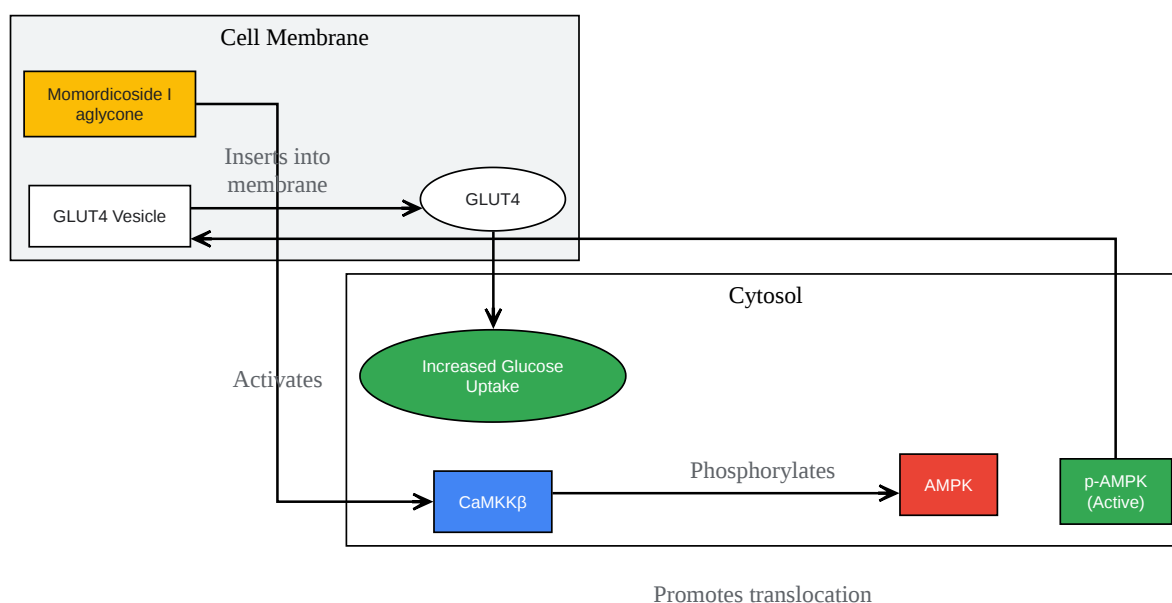 Cell Membrane
Momordicoside I
aglycone
Inserts into
membrane
GLUT4 Vesicle
GLUT4
Cytosol
Increased Glucose
Uptake
Activates
CaMKKβ
Phosphorylates
AMPK
p-AMPK
(Active)
Promotes translocation